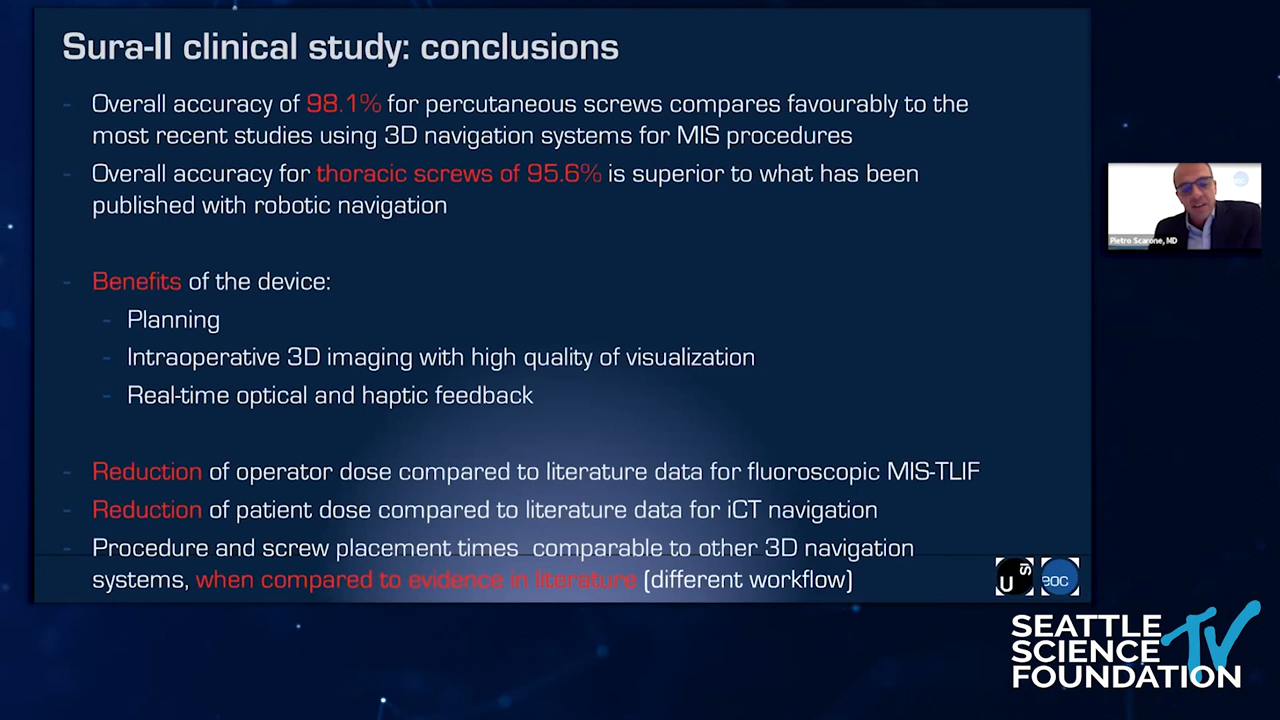 Sura-II clinical study: conclusions
- Overall accuracy of 98.1% for percutaneous screws compares favourably to the
most recent studies using 3D navigation systems for MIS procedures
- Overall accuracy for thoracic screws of 95.6% is superior to what has been
published with robotic navigation
- Benefits of the device:
- Planning
- Intraoperative 3D imaging with high quality of visualization
- Real-time optical and haptic feedback
- Reduction of operator dose compared to literature data for fluoroscopic MIS-TLIF
- Reduction of patient dose compared to literature data for iCT navigation
- Procedure and screw placement times comparable to other 3D navigation
systems, when compared to evidence in literature (different workflow)
U SI
eoc
Pietro Scarone, MD
SEATTLE
SCIENCE TV
FOUNDATION